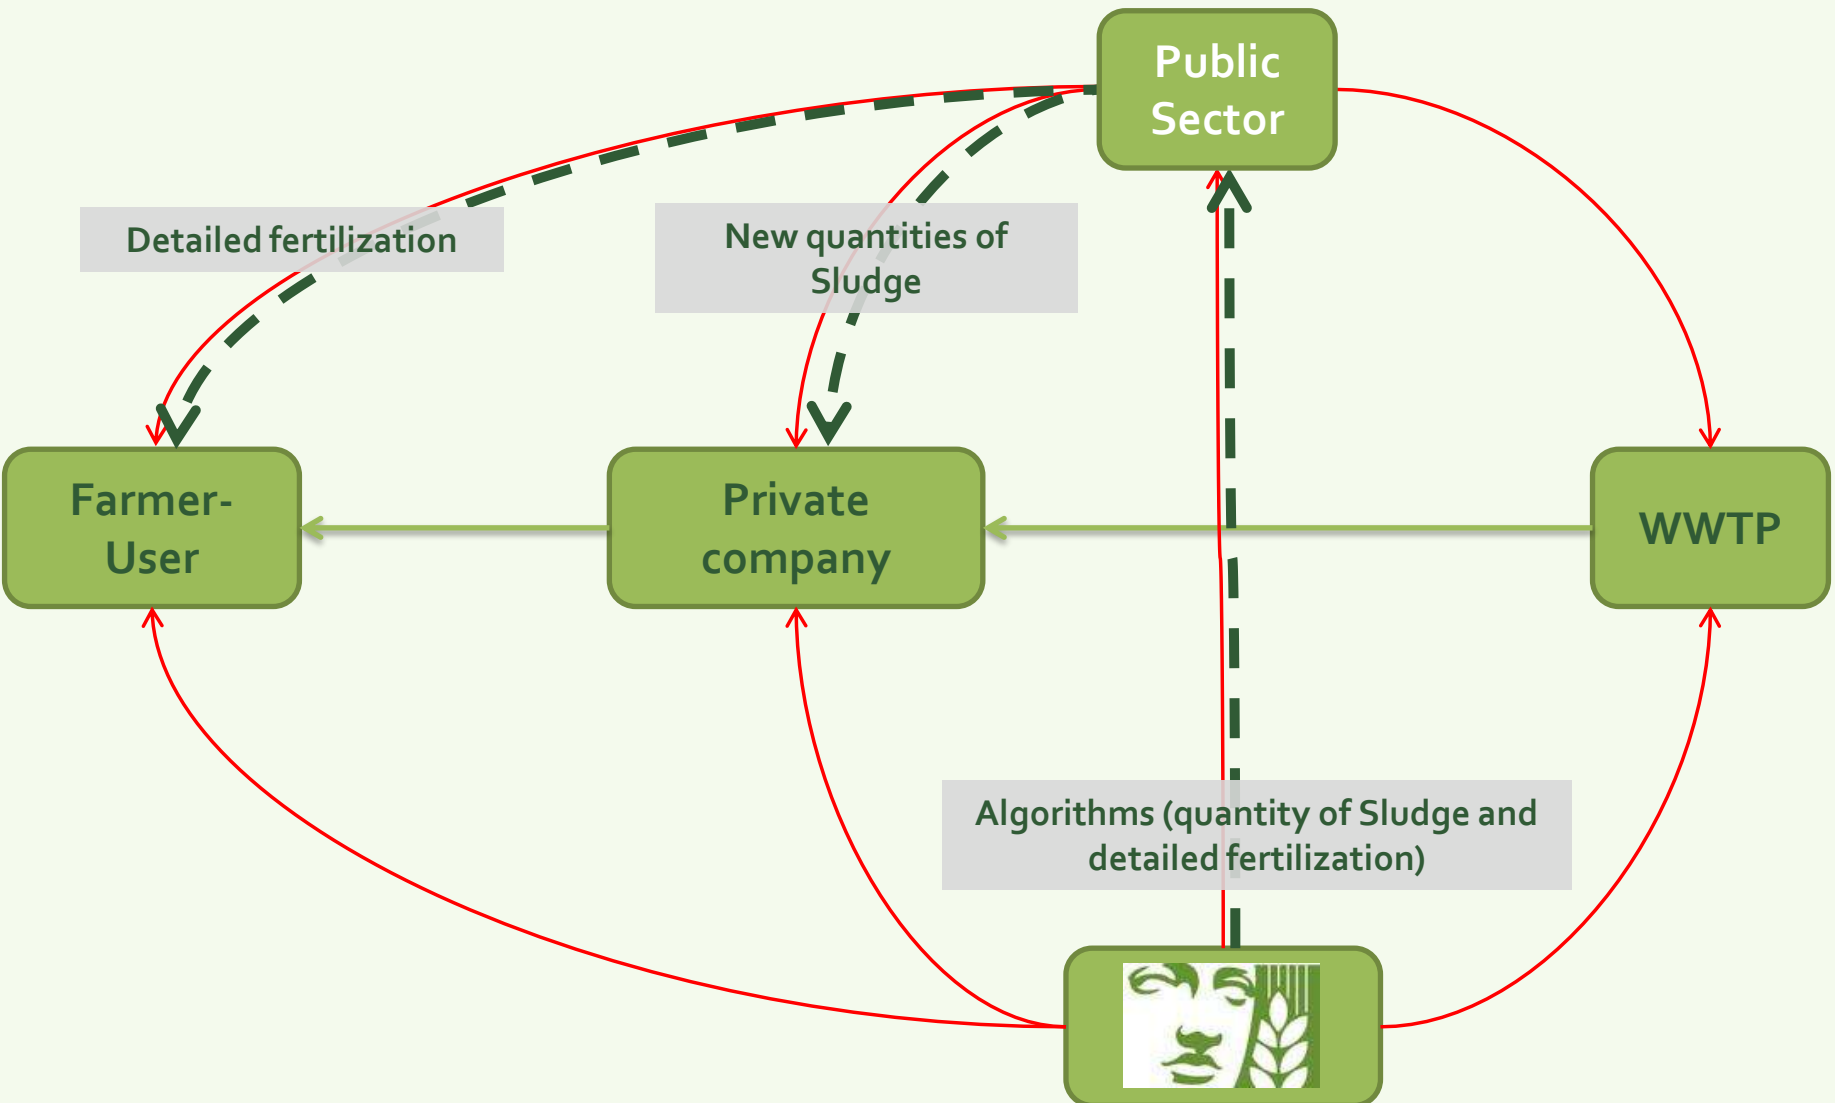 Public
Sector
Detailed fertilization
New quantities of
Sludge
Farmer-
User
Private
company
WWTP
Algorithms (quantity of Sludge and
detailed fertilization)